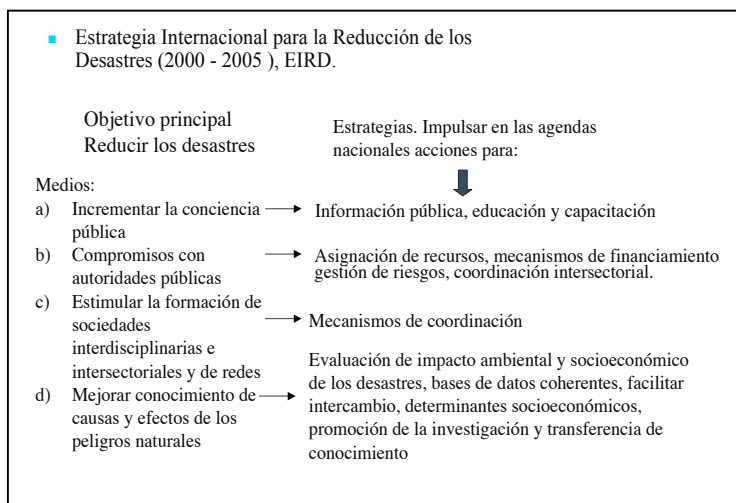 Estrategia Internacional para la Reducción de los
Desastres (2000 - 2005 ), EIRD.
Objetivo principal
Reducir los desastres
Estrategias. Impulsar en las agendas
nacionales acciones para:
Medios:
a) Incrementar la conciencia
pública
Información pública, educación y capacitación
b) Compromisos con
autoridades públicas
Asignación de recursos, mecanismos de financiamiento
gestión de riesgos, coordinación intersectorial.
c) Estimular la formación de
sociedades
interdisciplinarias e
intersectoriales y de redes
Mecanismos de coordinación
d) Mejorar conocimiento de
causas y efectos de los
peligros naturales
Evaluación de impacto ambiental y socioeconómico
de los desastres, bases de datos coherentes, facilitar
intercambio, determinantes socioeconómicos,
promoción de la investigación y transferencia de
conocimiento